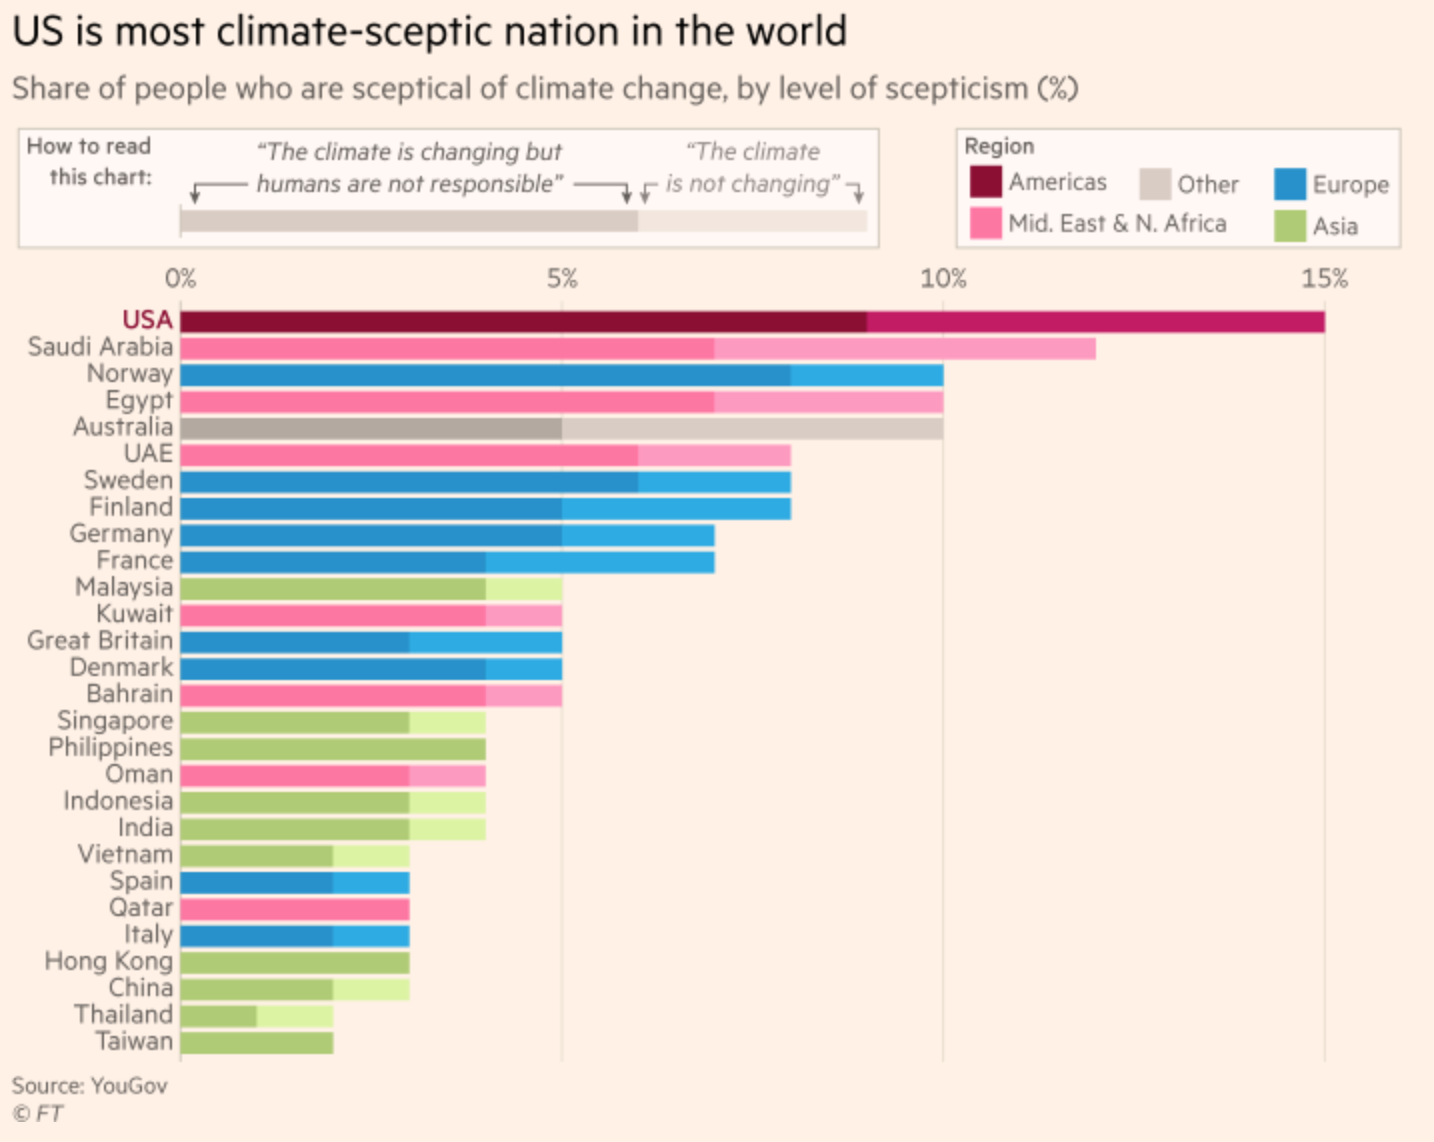 US is most climate-sceptic nation in the world
Share of people who are sceptical of climate change, by level of scepticism (%)
How to read
this chart:
“The climate is changing but
humans are not responsible”
“The climate
is not changing”
Region
Americas
Other
Europe
Mid. East & N. Africa
Asia
0%
5%
10%
15%
USA
Saudi Arabia
Norway
Egypt
Australia
UAE
Sweden
Finland
Germany
France
Malaysia
Kuwait
Great Britain
Denmark
Bahrain
Singapore
Philippines
Oman
Indonesia
India
Vietnam
Spain
Qatar
Italy
Hong Kong
China
Thailand
Taiwan
Source: YouGov
© FT